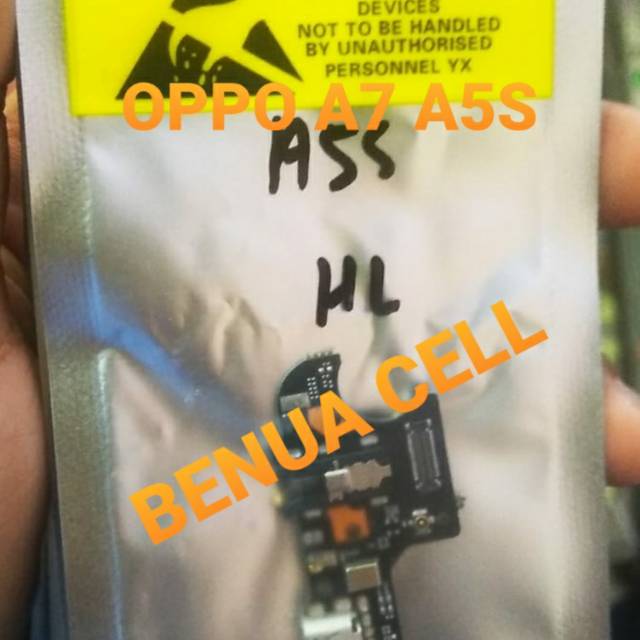 DEVICES
NOT TO BE HANDLED
BY UNAUTHORISED
PERSONNEL YX
OPPO A7 A5S
A5S
HL
BENUA CELL